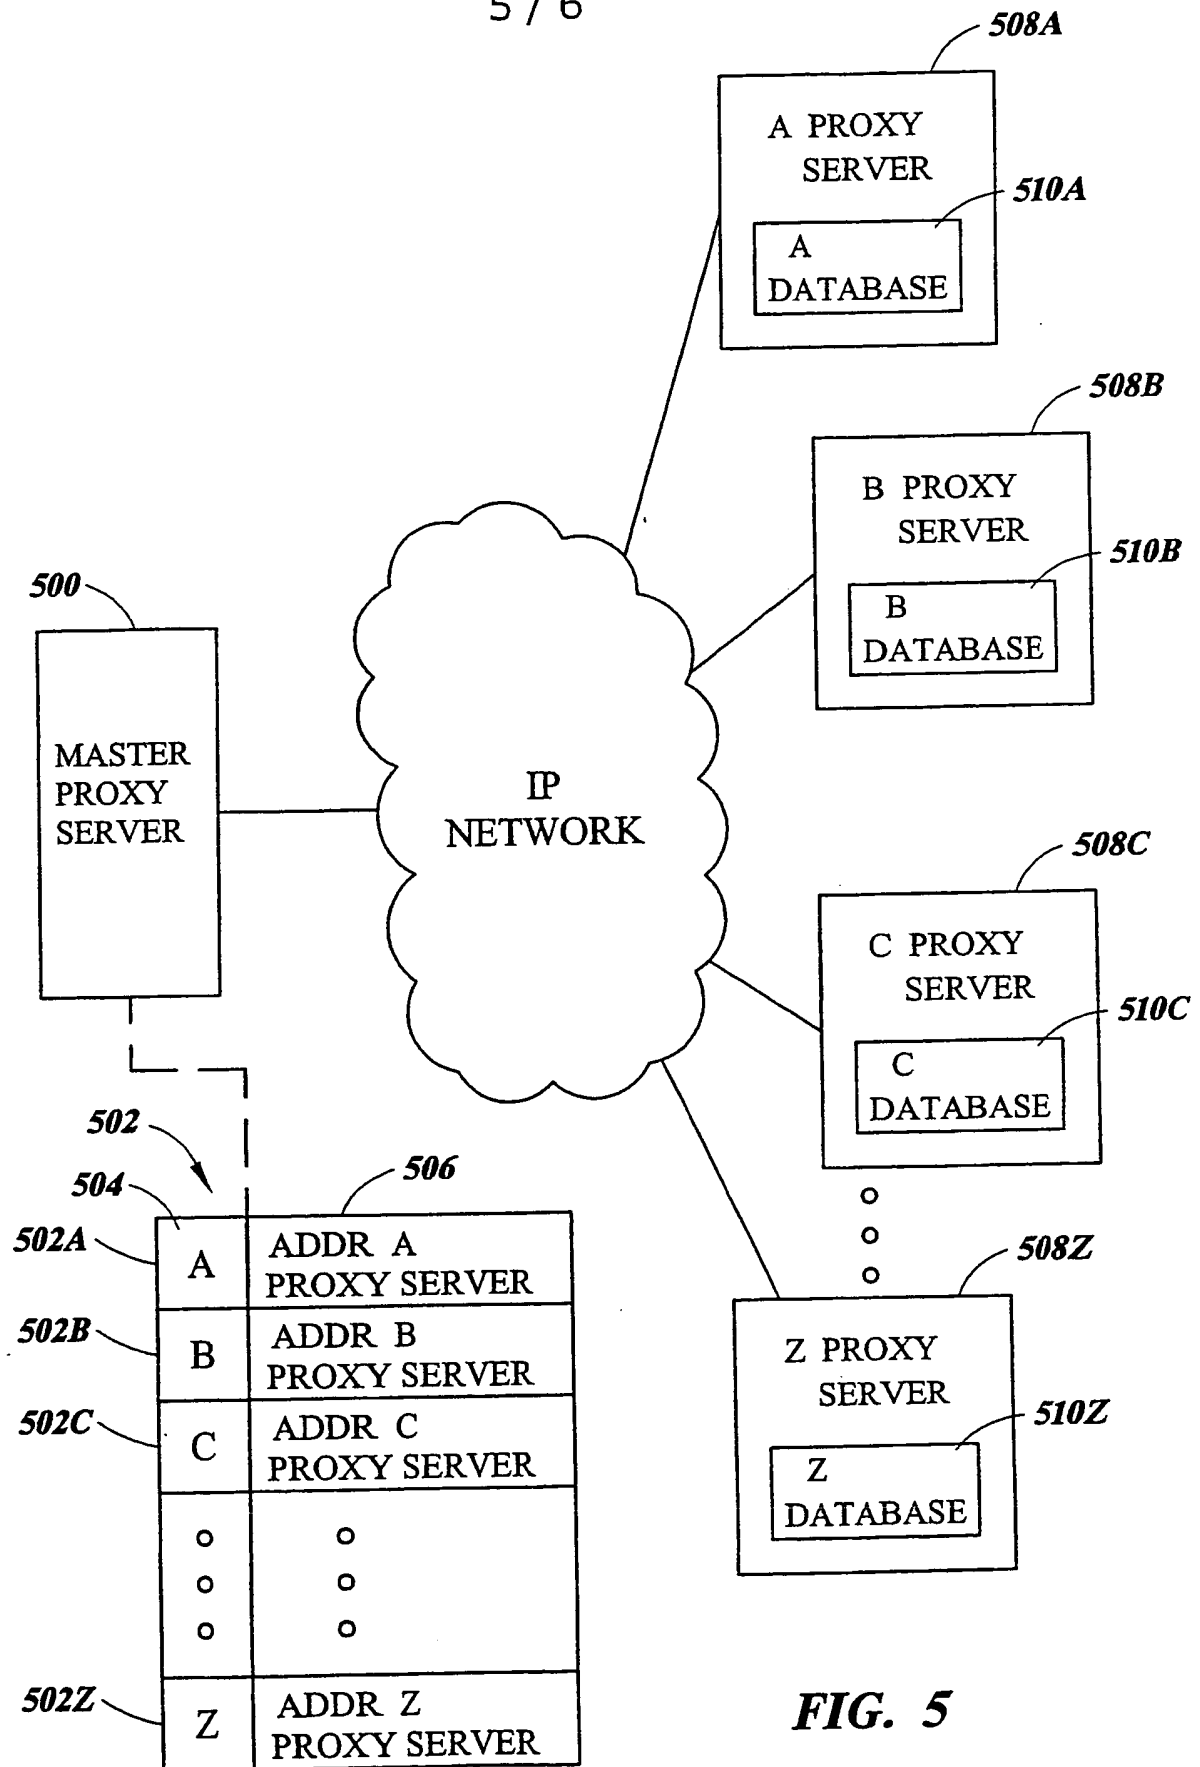 5 / 6
508A
A PROXY
SERVER
510A
A
DATABASE
508B
B PROXY
SERVER
510B
B
DATABASE
500
MASTER
PROXY
SERVER
IP
NETWORK
508C
C PROXY
SERVER
510C
C
DATABASE
502
504
506
502A
A
ADDR A
PROXY SERVER
502B
B
ADDR B
PROXY SERVER
502C
C
ADDR C
PROXY SERVER
502Z
Z
ADDR Z
PROXY SERVER
508Z
Z PROXY
SERVER
510Z
Z
DATABASE
FIG. 5